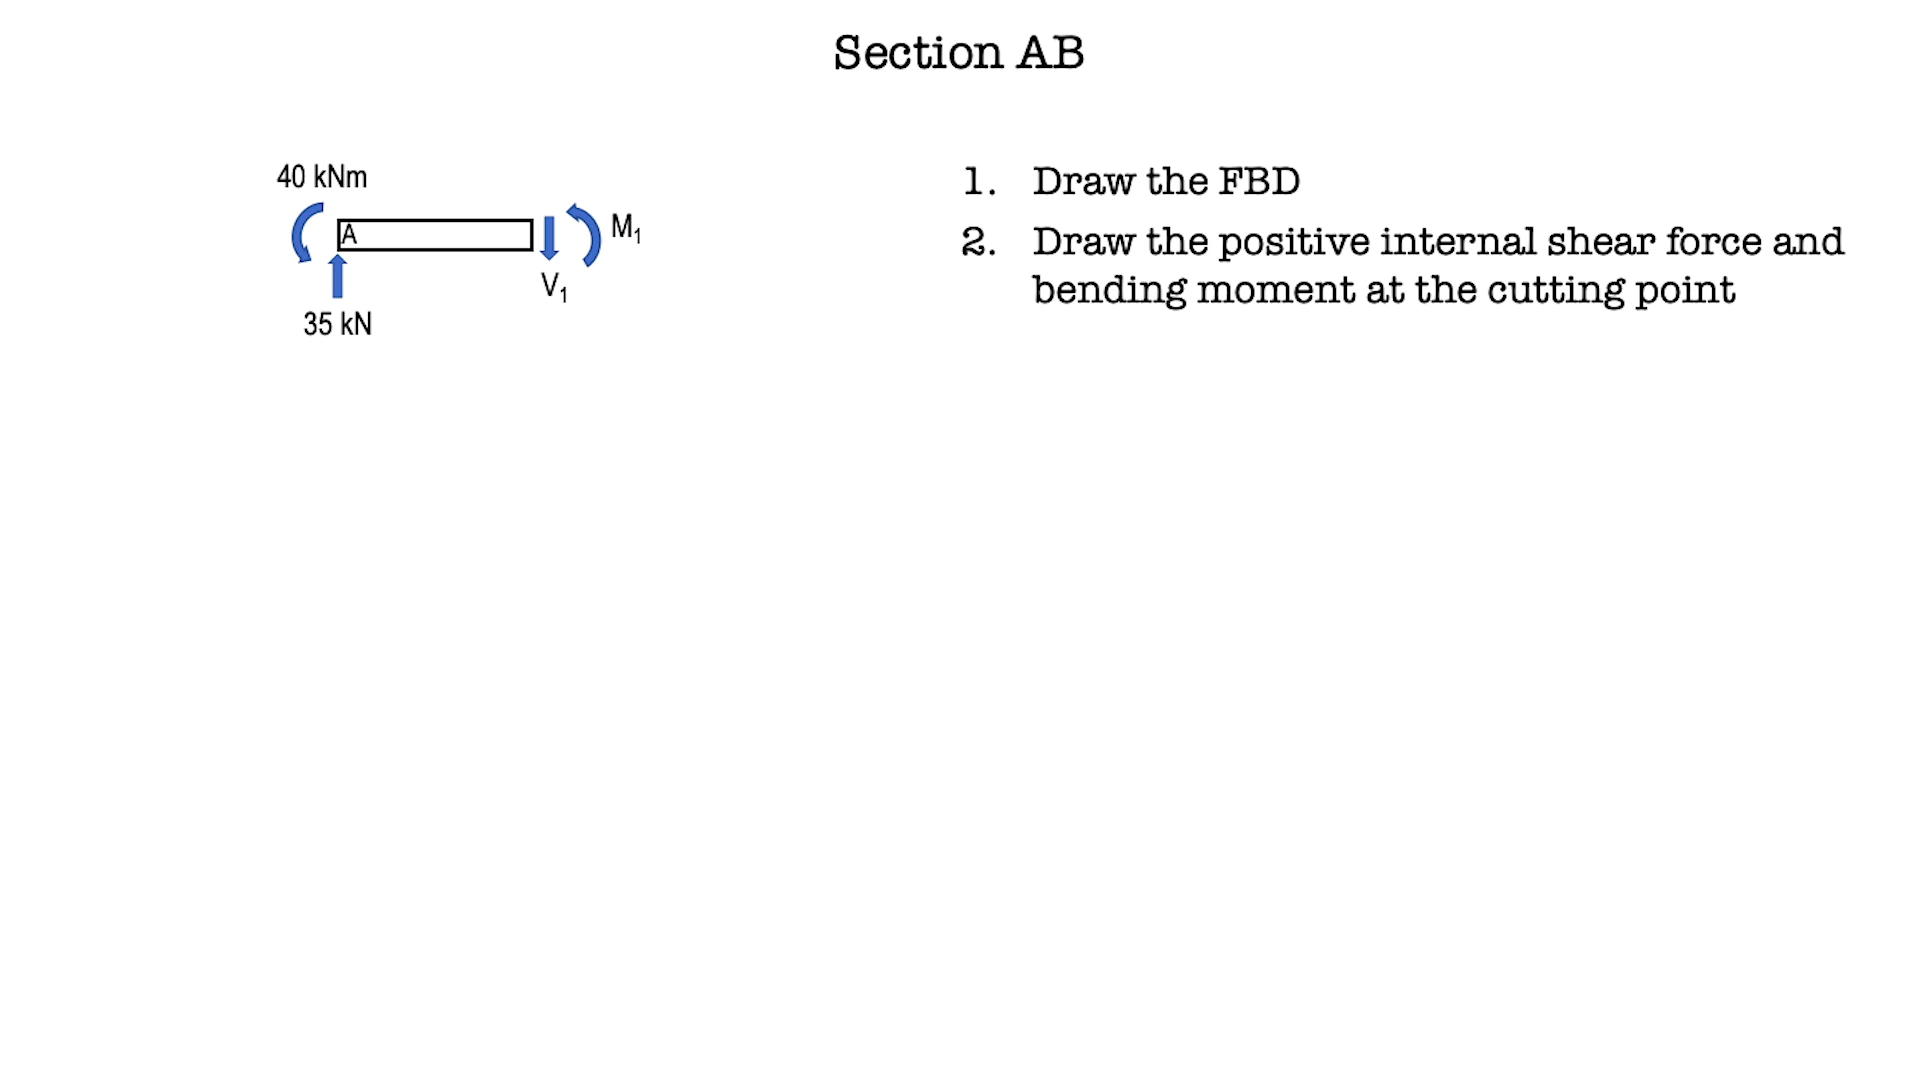 Section AB
40 kNm
A
M₁
V₁
35 kN
1. Draw the FBD
2. Draw the positive internal shear force and
bending moment at the cutting point